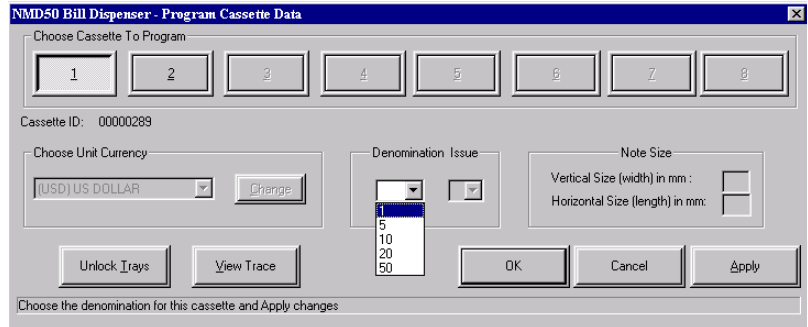 NMD50 Bill Dispenser - Program Cassette Data
Choose Cassette To Program
1 2 3 4 5 6 7 8
Cassette ID: 00000289
Choose Unit Currency
Denomination Issue
Note Size
(USD) US DOLLAR
Change
Vertical Size (width) in mm :
Horizontal Size (length) in mm:
1
5
10
20
50
Unlock Trays
View Trace
OK
Cancel
Apply
Choose the denomination for this cassette and Apply changes